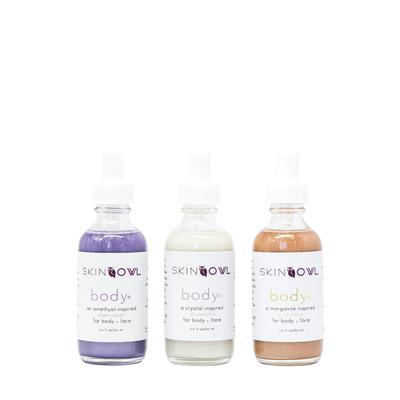 SKIN OWL
body+
an amethyst inspired
for body + face
SKIN OWL
body+
a crystal inspired
for body + face
SKIN OWL
body+
a morganite inspired
for body + face